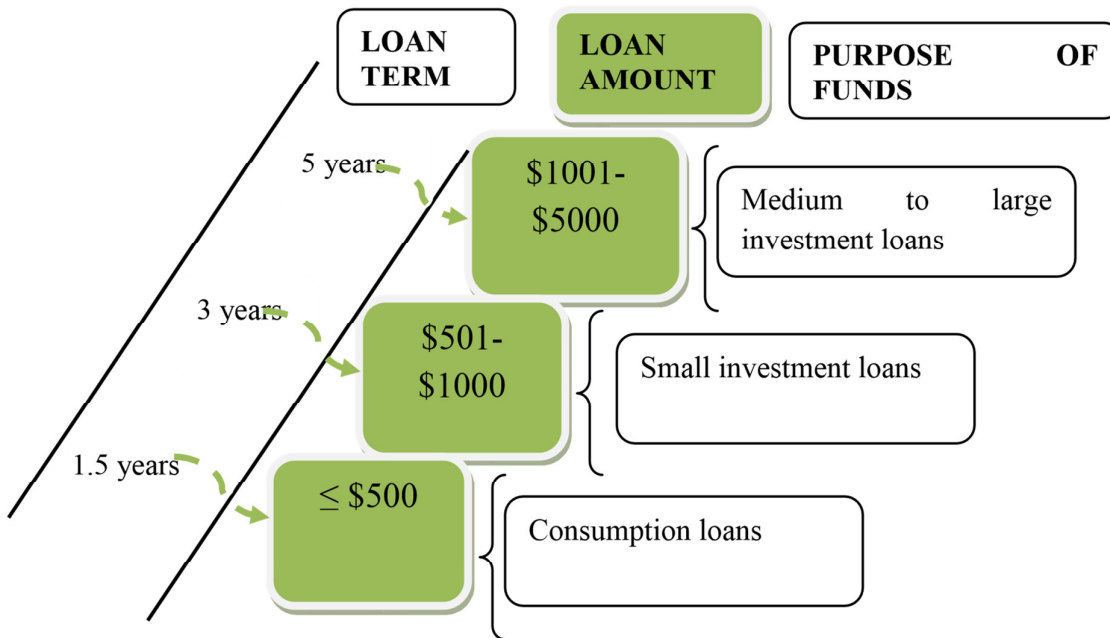 LOAN
TERM
LOAN
AMOUNT
PURPOSE OF
FUNDS
5 years
$1001-
$5000
Medium to large
investment loans
3 years
$501-
$1000
Small investment loans
1.5 years
≤ $500
Consumption loans